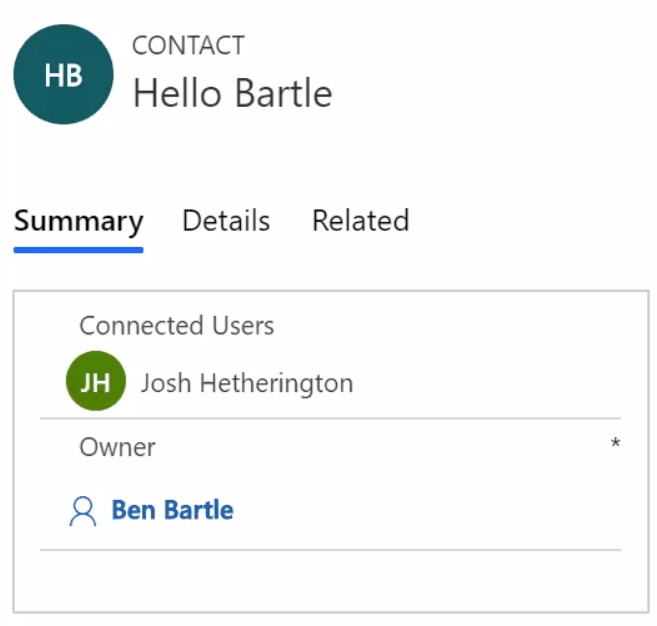 HB
CONTACT
Hello Bartle
Summary Details Related
Connected Users
JH Josh Hetherington
Owner *
Ben Bartle